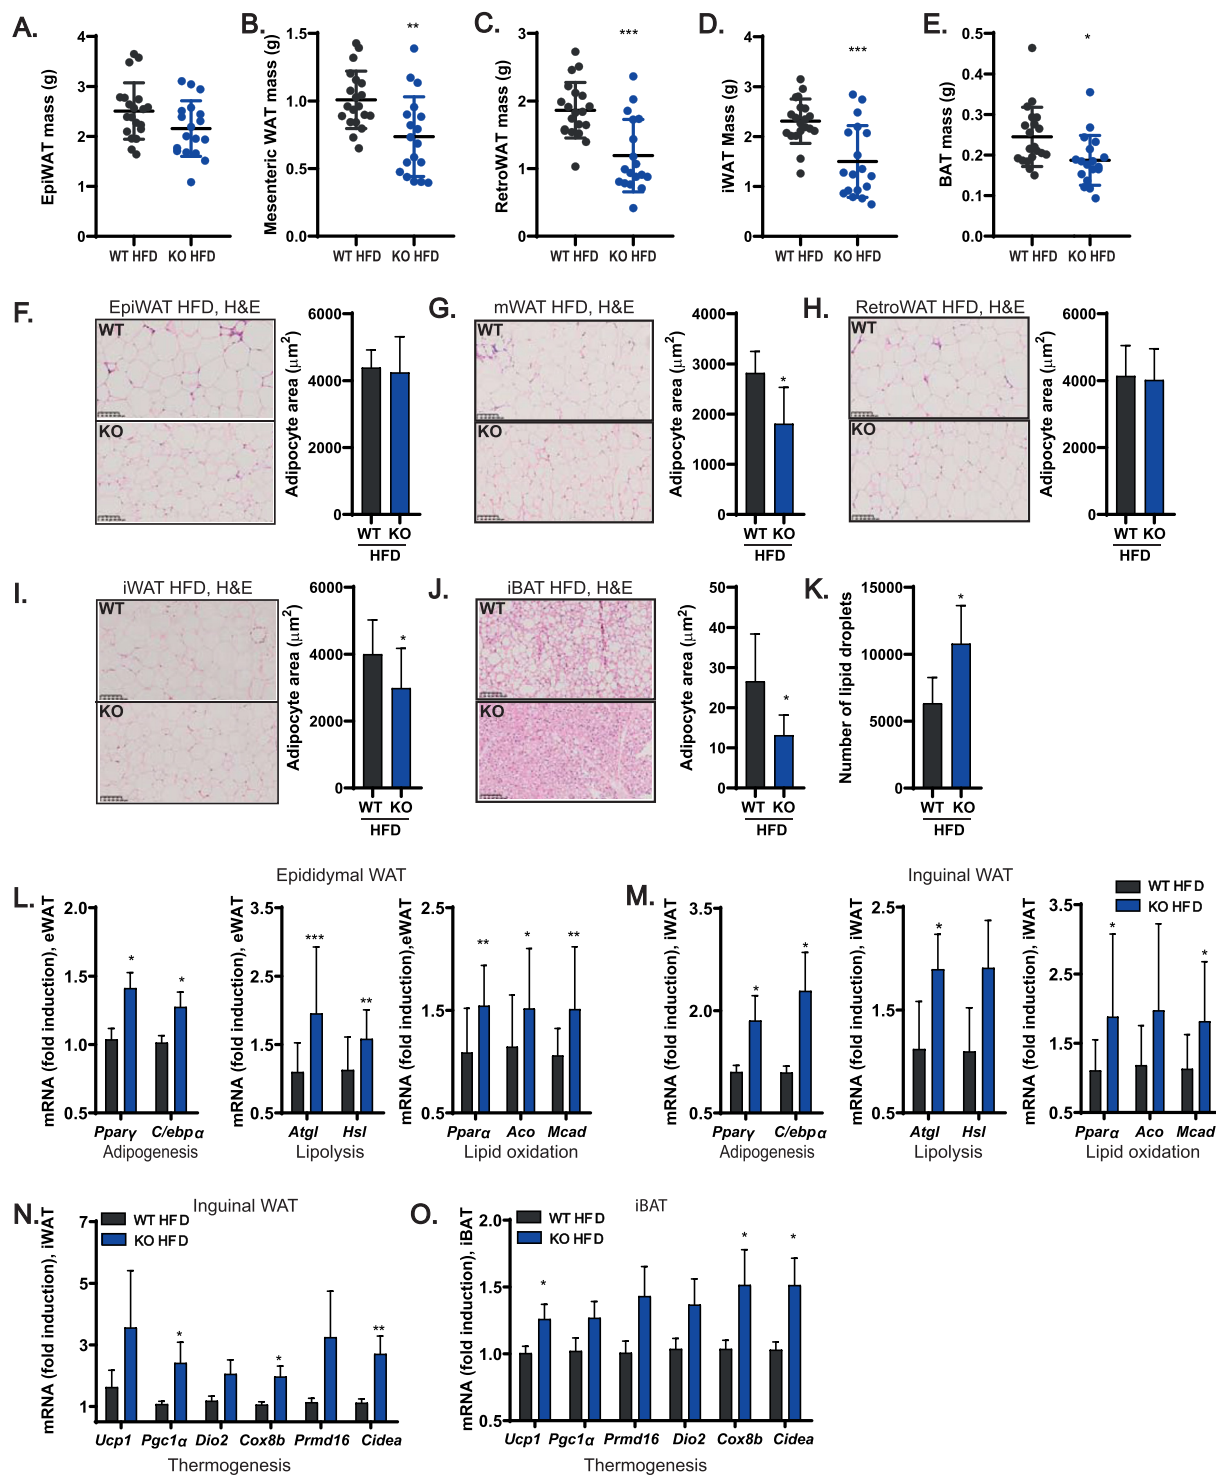 A.
EpiWAT mass (g)
4
3
2
1
0
WT HFD KO HFD
B.
Mesenteric WAT mass (g)
1.5
1.0
0.5
0.0
**
WT HFD KO HFD
C.
RetroWAT mass (g)
3
2
1
0
***
WT HFD KO HFD
D.
iWAT Mass (g)
4
3
2
1
0
***
WT HFD KO HFD
E.
BAT mass (g)
0.5
0.4
0.3
0.2
0.1
0.0
*
WT HFD KO HFD
F.
EpiWAT HFD, H&E
WT
KO
Adipocyte area (μm²)
6000
4000
2000
0
WT KO
HFD
G.
mWAT HFD, H&E
WT
KO
Adipocyte area (μm²)
4000
3000
2000
1000
0
*
WT KO
HFD
H.
RetroWAT HFD, H&E
WT
KO
Adipocyte area (μm²)
6000
4000
2000
0
WT KO
HFD
I.
iWAT HFD, H&E
WT
KO
Adipocyte area (μm²)
6000
4000
2000
0
*
WT KO
HFD
J.
iBAT HFD, H&E
WT
KO
Adipocyte area (μm²)
50
40
30
20
10
0
*
WT KO
HFD
K.
Number of lipid droplets
15000
10000
5000
0
*
WT KO
HFD
L.
Epididymal WAT
mRNA (fold induction), eWAT
2.0
1.5
1.0
0.5
* *
Pparγ C/ebpα
Adipogenesis
mRNA (fold induction), eWAT
3.5
2.5
1.5
0.5
*** **
Atgl Hsl
Lipolysis
mRNA (fold induction),eWAT
2.5
1.5
0.5
** * **
Pparα Aco Mcad
Lipid oxidation
M.
Inguinal WAT
WT HFD
KO HFD
mRNA (fold induction), iWAT
3.5
2.0
0.5
* *
Pparγ C/ebpα
Adipogenesis
mRNA (fold induction), iWAT
2.5
1.5
0.5
*
Atgl Hsl
Lipolysis
mRNA (fold induction), iWAT
3.5
2.5
1.5
0.5
* *
Pparα Aco Mcad
Lipid oxidation
N.
Inguinal WAT
WT HFD
KO HFD
mRNA (fold induction), iWAT
7
5
3
1
* * **
Ucp1 Pgc1α Dio2 Cox8b Prmd16 Cidea
Thermogenesis
O.
iBAT
WT HFD
KO HFD
mRNA (fold induction), iBAT
2.0
1.5
1.0
0.5
* * *
Ucp1 Pgc1α Prmd16 Dio2 Cox8b Cidea
Thermogenesis